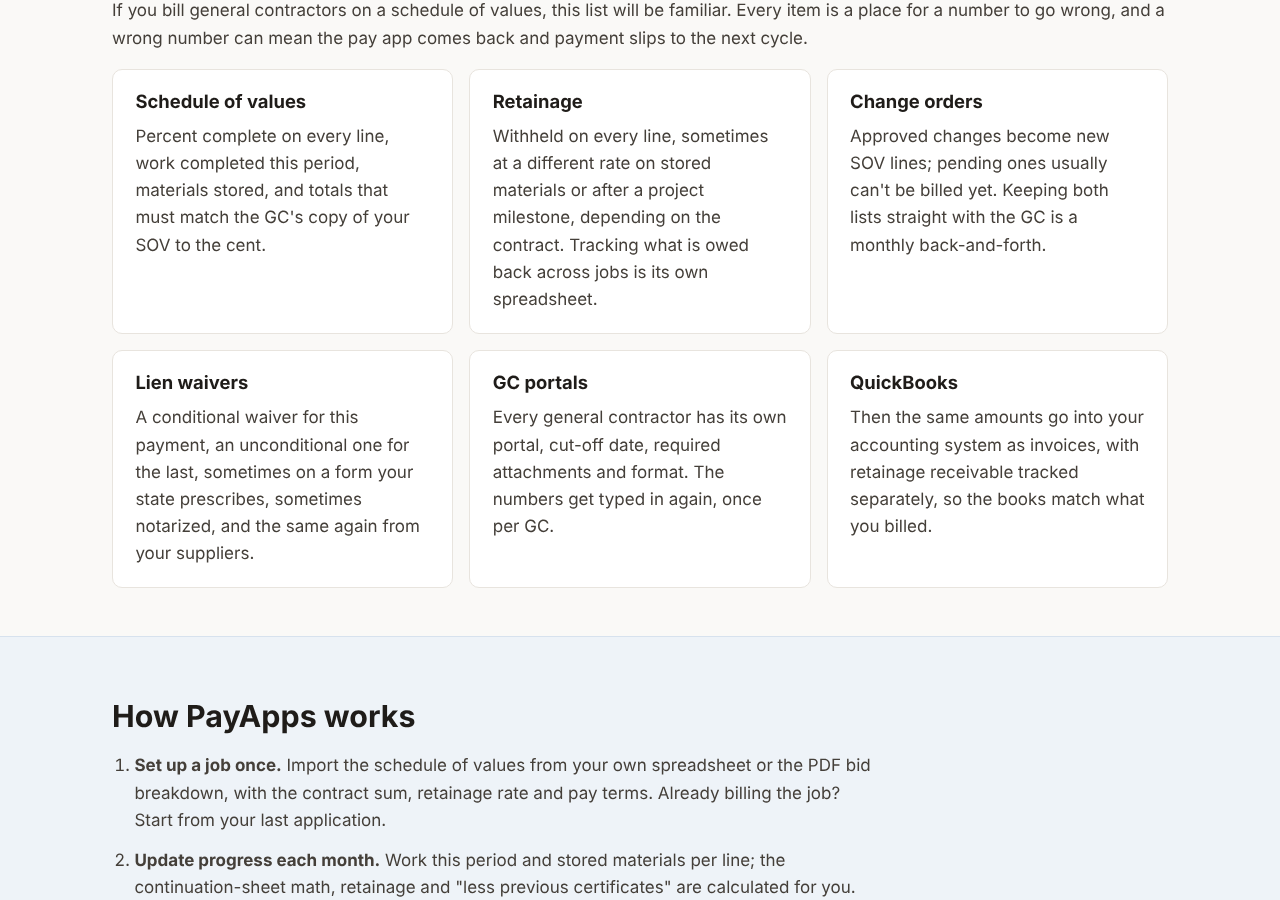 If you bill general contractors on a schedule of values, this list will be familiar. Every item is a place for a number to go wrong, and a
wrong number can mean the pay app comes back and payment slips to the next cycle.
Schedule of values
Percent complete on every line,
work completed this period,
materials stored, and totals that
must match the GC's copy of your
SOV to the cent.
Retainage
Withheld on every line, sometimes
at a different rate on stored
materials or after a project
milestone, depending on the
contract. Tracking what is owed
back across jobs is its own
spreadsheet.
Change orders
Approved changes become new
SOV lines; pending ones usually
can't be billed yet. Keeping both
lists straight with the GC is a
monthly back-and-forth.
Lien waivers
A conditional waiver for this
payment, an unconditional one for
the last, sometimes on a form your
state prescribes, sometimes
notarized, and the same again from
your suppliers.
GC portals
Every general contractor has its own
portal, cut-off date, required
attachments and format. The
numbers get typed in again, once
per GC.
QuickBooks
Then the same amounts go into your
accounting system as invoices, with
retainage receivable tracked
separately, so the books match what
you billed.
How PayApps works
1. Set up a job once. Import the schedule of values from your own spreadsheet or the PDF bid
breakdown, with the contract sum, retainage rate and pay terms. Already billing the job?
Start from your last application.
2. Update progress each month. Work this period and stored materials per line; the
continuation-sheet math, retainage and "less previous certificates" are calculated for you.